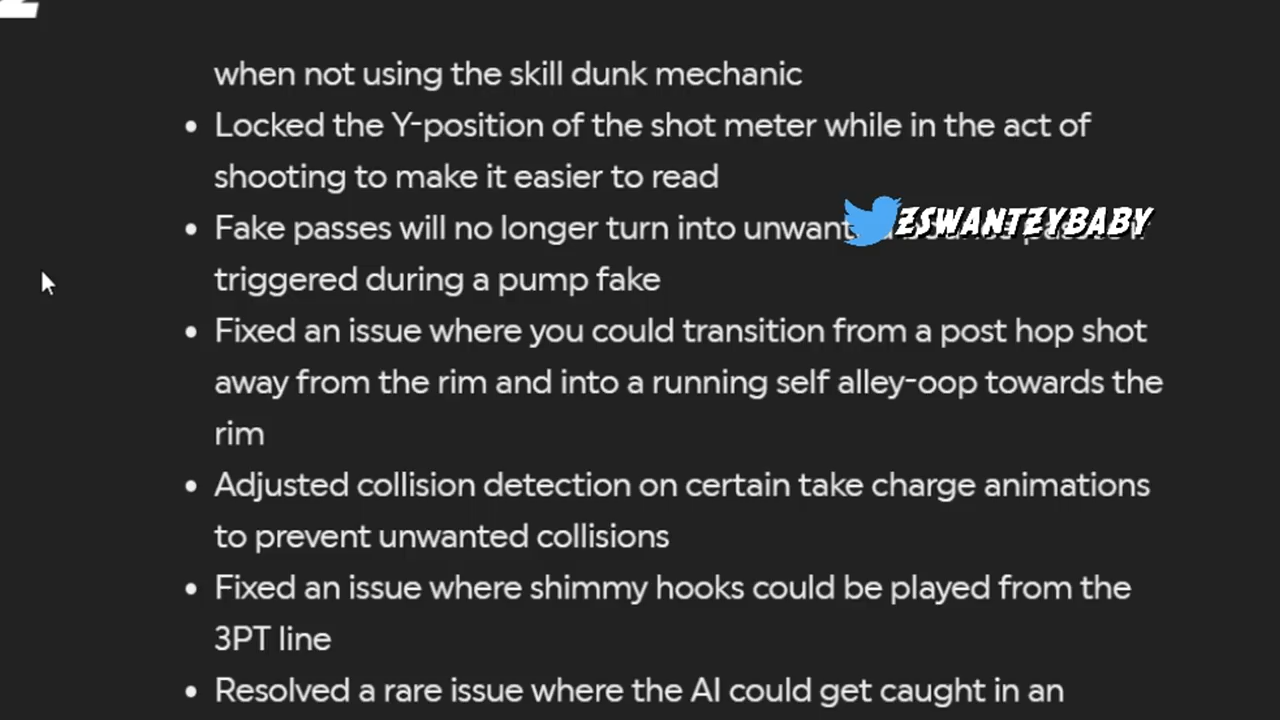 when not using the skill dunk mechanic
• Locked the Y-position of the shot meter while in the act of
shooting to make it easier to read
• Fake passes will no longer turn into
ZSWANTZYBABY
triggered during a pump fake
• Fixed an issue where you could transition from a post hop shot
away from the rim and into a running self alley-oop towards the
rim
• Adjusted collision detection on certain take charge animations
to prevent unwanted collisions
• Fixed an issue where shimmy hooks could be played from the
3PT line
• Resolved a rare issue where the AI could get caught in an